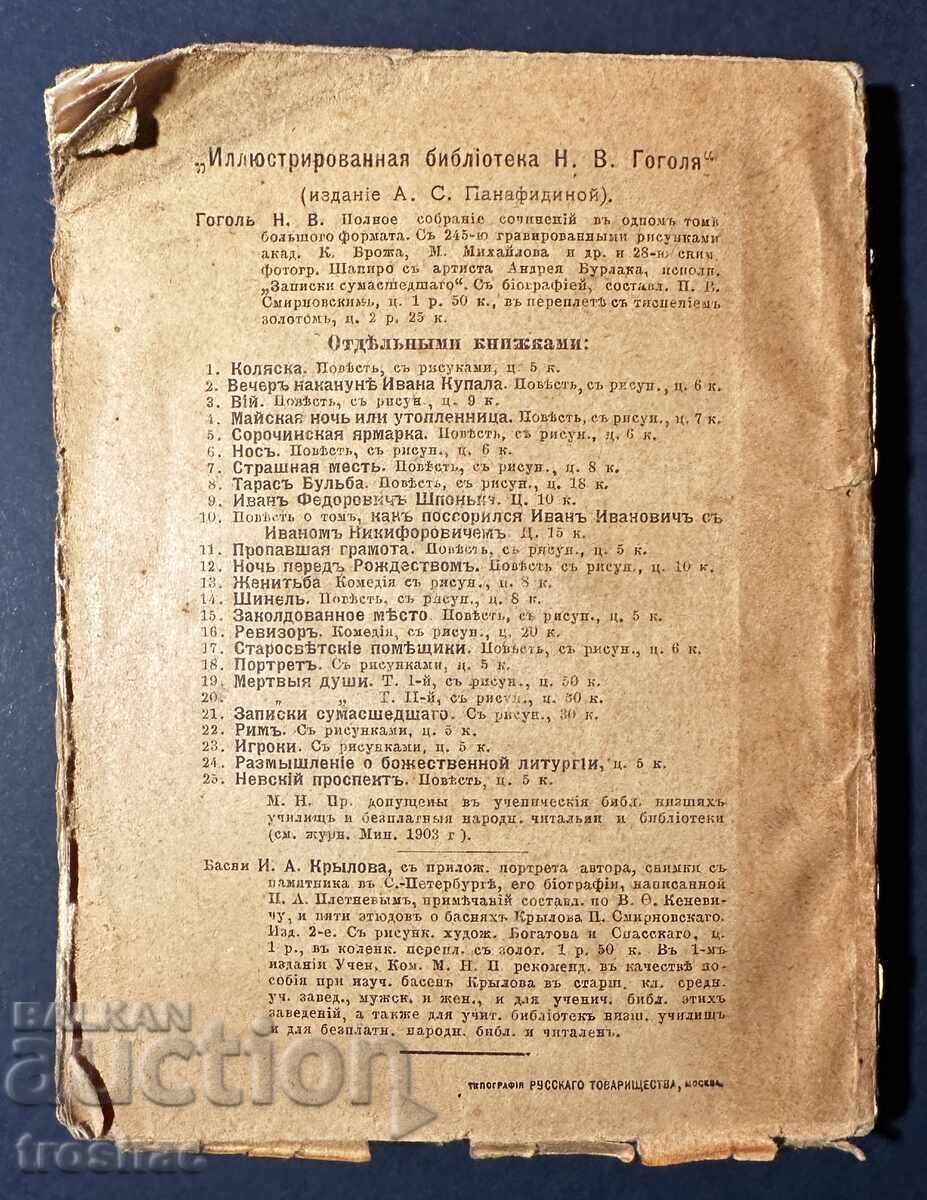 „Иллюстрированная библіотека Н. В. Гоголя“
(изданіе А. С. Панафидиной).
Гоголь Н. В. Полное собраніе сочиненій въ одномъ томѣ
большого формата. Съ 245-ю гравированными рисунками
акад. К. Брожа, М. Михайлова и др. и 28-ю сним.
фотогр. Шапиро съ артиста Андрея Бурлака, исполн.
„Записки сумасшедшаго“. Съ біографіей, составл. П. В.
Смирновскимъ, ц. 1 р. 50 к., въ переплетѣ съ тисненіемъ
золотомъ, ц. 2 р. 25 к.
Отдѣльными книжками:
1. Коляска. Повѣсть, съ рисуками, ц. 5 к.
2. Вечеръ наканунѣ Ивана Купала. Повѣсть, съ рисун., ц. 6 к.
3. Вій. Повѣсть, съ рисун., ц. 9 к.
4. Майская ночь или утопленница. Повѣсть, съ рисун., ц. 7 к.
5. Сорочинская ярмарка. Повѣсть, съ рисун., ц. 6 к.
6. Носъ. Повѣсть, съ рисун., ц. 6 к.
7. Страшная месть. Повѣсть, съ рисун., ц. 8 к.
8. Тарасъ Бульба. Повѣсть, съ рисун., ц. 18 к.
9. Иванъ Федоровичъ Шпонька. Ц. 10 к.
10. Повѣсть о томъ, какъ поссорился Иванъ Ивановичъ съ
Иваномъ Никифоровичемъ. Ц. 15 к.
11. Пропавшая грамота. Повѣсть, съ рисун., ц. 5 к.
12. Ночь передъ Рождествомъ. Повѣсть съ рисун., ц. 10 к.
13. Женитьба Комедія съ рисун., ц. 8 к.
14. Шинель. Повѣсть, съ рисун., ц. 8 к.
15. Заколдованное мѣсто. Повѣсть, съ рисун., ц. 5 к.
16. Ревизоръ. Комедія, съ рисун., ц. 20 к.
17. Старосвѣтскіе помѣщики. Повѣсть, съ рисун., ц. 6 к.
18. Портретъ. Съ рисунками, ц. 5 к.
19. Мертвыя души. Т. I-й, съ рисун., ц. 50 к.
20. „ „ Т. II-й, съ рисун., ц. 30 к.
21. Записки сумасшедшаго. Съ рисун., 30 к.
22. Римъ. Съ рисунками, ц. 5 к.
23. Игроки. Съ рисунками, ц. 5 к.
24. Размышленіе о божественной литургіи, ц. 5 к.
25. Невскій проспектъ. Повѣсть, ц. 5 к.
М. Н. Пр. допущены въ ученическія библ. низшихъ
училищъ и безплатныя народн. читальни и библіотеки
(см. журн. Мин. 1903 г).
Басни И. А. Крылова, съ прилож. портрета автора, снимки съ
памятника въ С.-Петербургѣ, его біографіи, написанной
П. А. Плетневымъ, примѣчаній составл. по В. Ѳ. Кеневи-
чу, и пяти этюдовъ о басняхъ Крылова П. Смирновскаго.
Изд. 2-е. Съ рисунк. худож. Богатова и Спасскаго, ц.
1 р., въ коленк. перепл. съ золот. 1 р. 50 к. Въ 1-мъ
изданіи Учен. Ком. М. Н. П. рекоменд. въ качествѣ по-
собія при изуч. басенъ Крылова въ старш. кл. средн.
уч. завед., мужск. и жен., и для ученич. библ. этихъ
заведеній, а также для учит. библіотекъ низш. училищъ
и для безплатн. народн. библ. и читаленъ.
типографія РУССКАГО ТОВАРИЩЕСТВА, москва.
BALKAN
auction
troshac